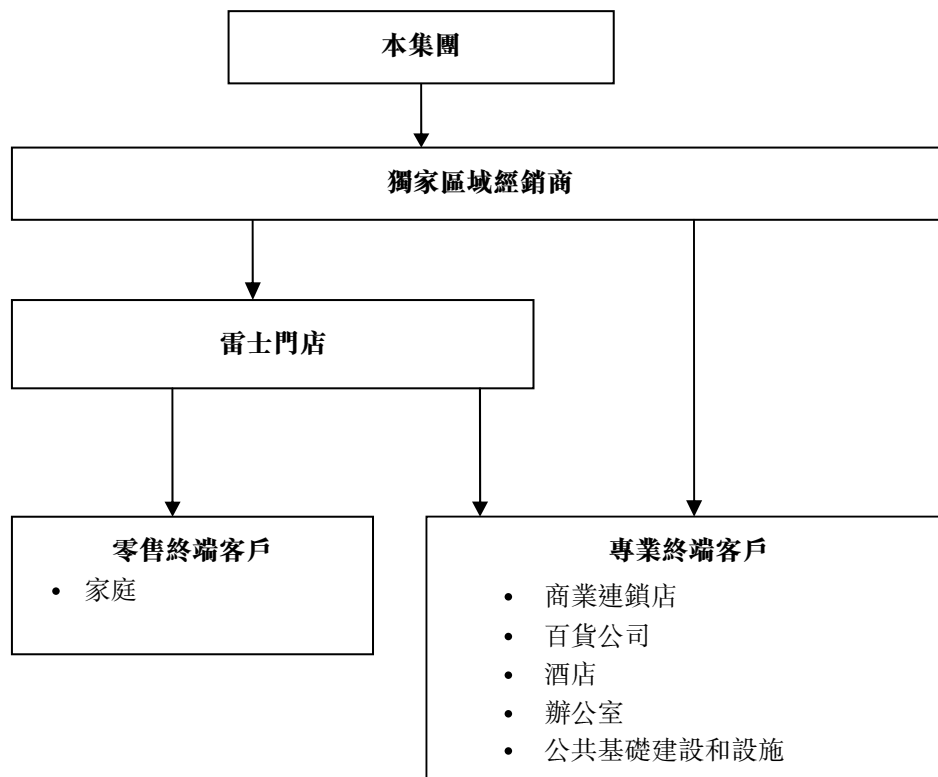 本集團
獨家區域經銷商
雷士門店
零售終端客戶
• 家庭
專業終端客戶
• 商業連鎖店
• 百貨公司
• 酒店
• 辦公室
• 公共基礎建設和設施